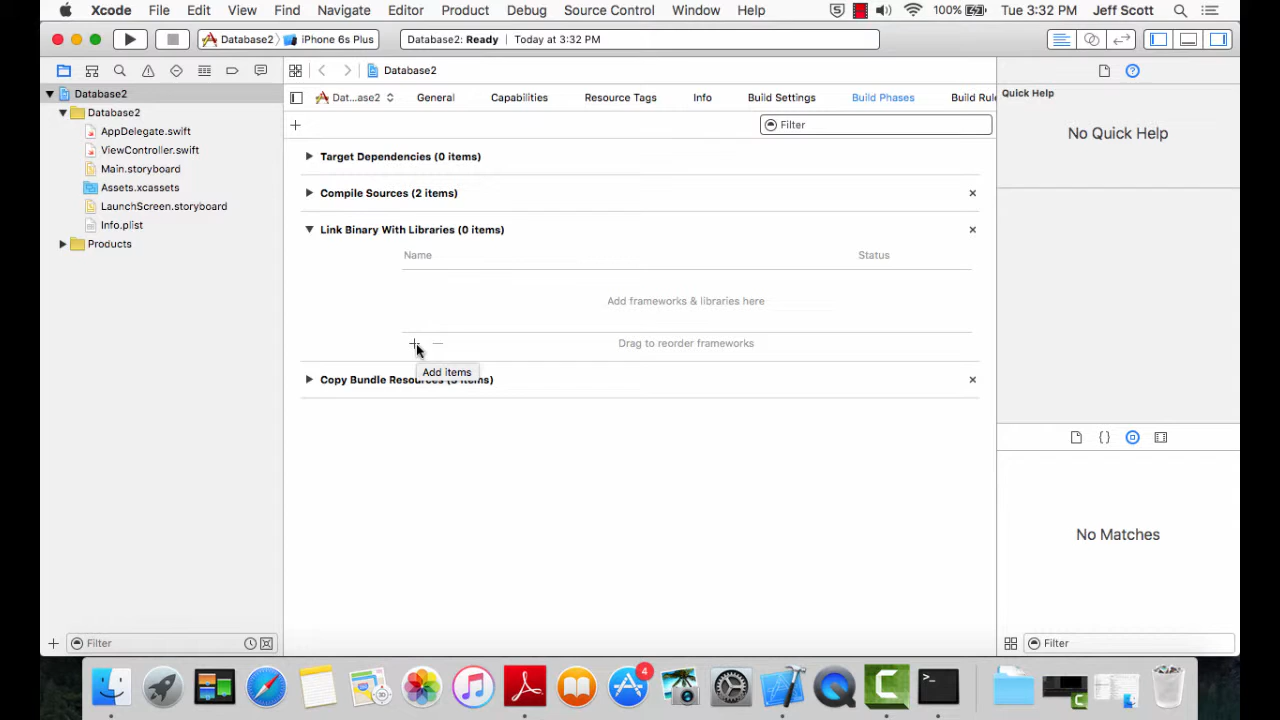 Xcode File Edit View Find Navigate Editor Product Debug Source Control Window Help 5 100% Tue 3:32 PM Jeff Scott
Database2 iPhone 6s Plus Database2: Ready Today at 3:32 PM
Database2
Dat...ase2 General Capabilities Resource Tags Info Build Settings Build Phases Build Rul
Filter
Database2
Database2
AppDelegate.swift
ViewController.swift
Main.storyboard
Assets.xcassets
LaunchScreen.storyboard
Info.plist
Products
Filter
Target Dependencies (0 items)
Compile Sources (2 items)
Link Binary With Libraries (0 items)
Name Status
Add frameworks & libraries here
Drag to reorder frameworks
Add items
Copy Bundle Resources items)
Quick Help
No Quick Help
No Matches
Filter
4